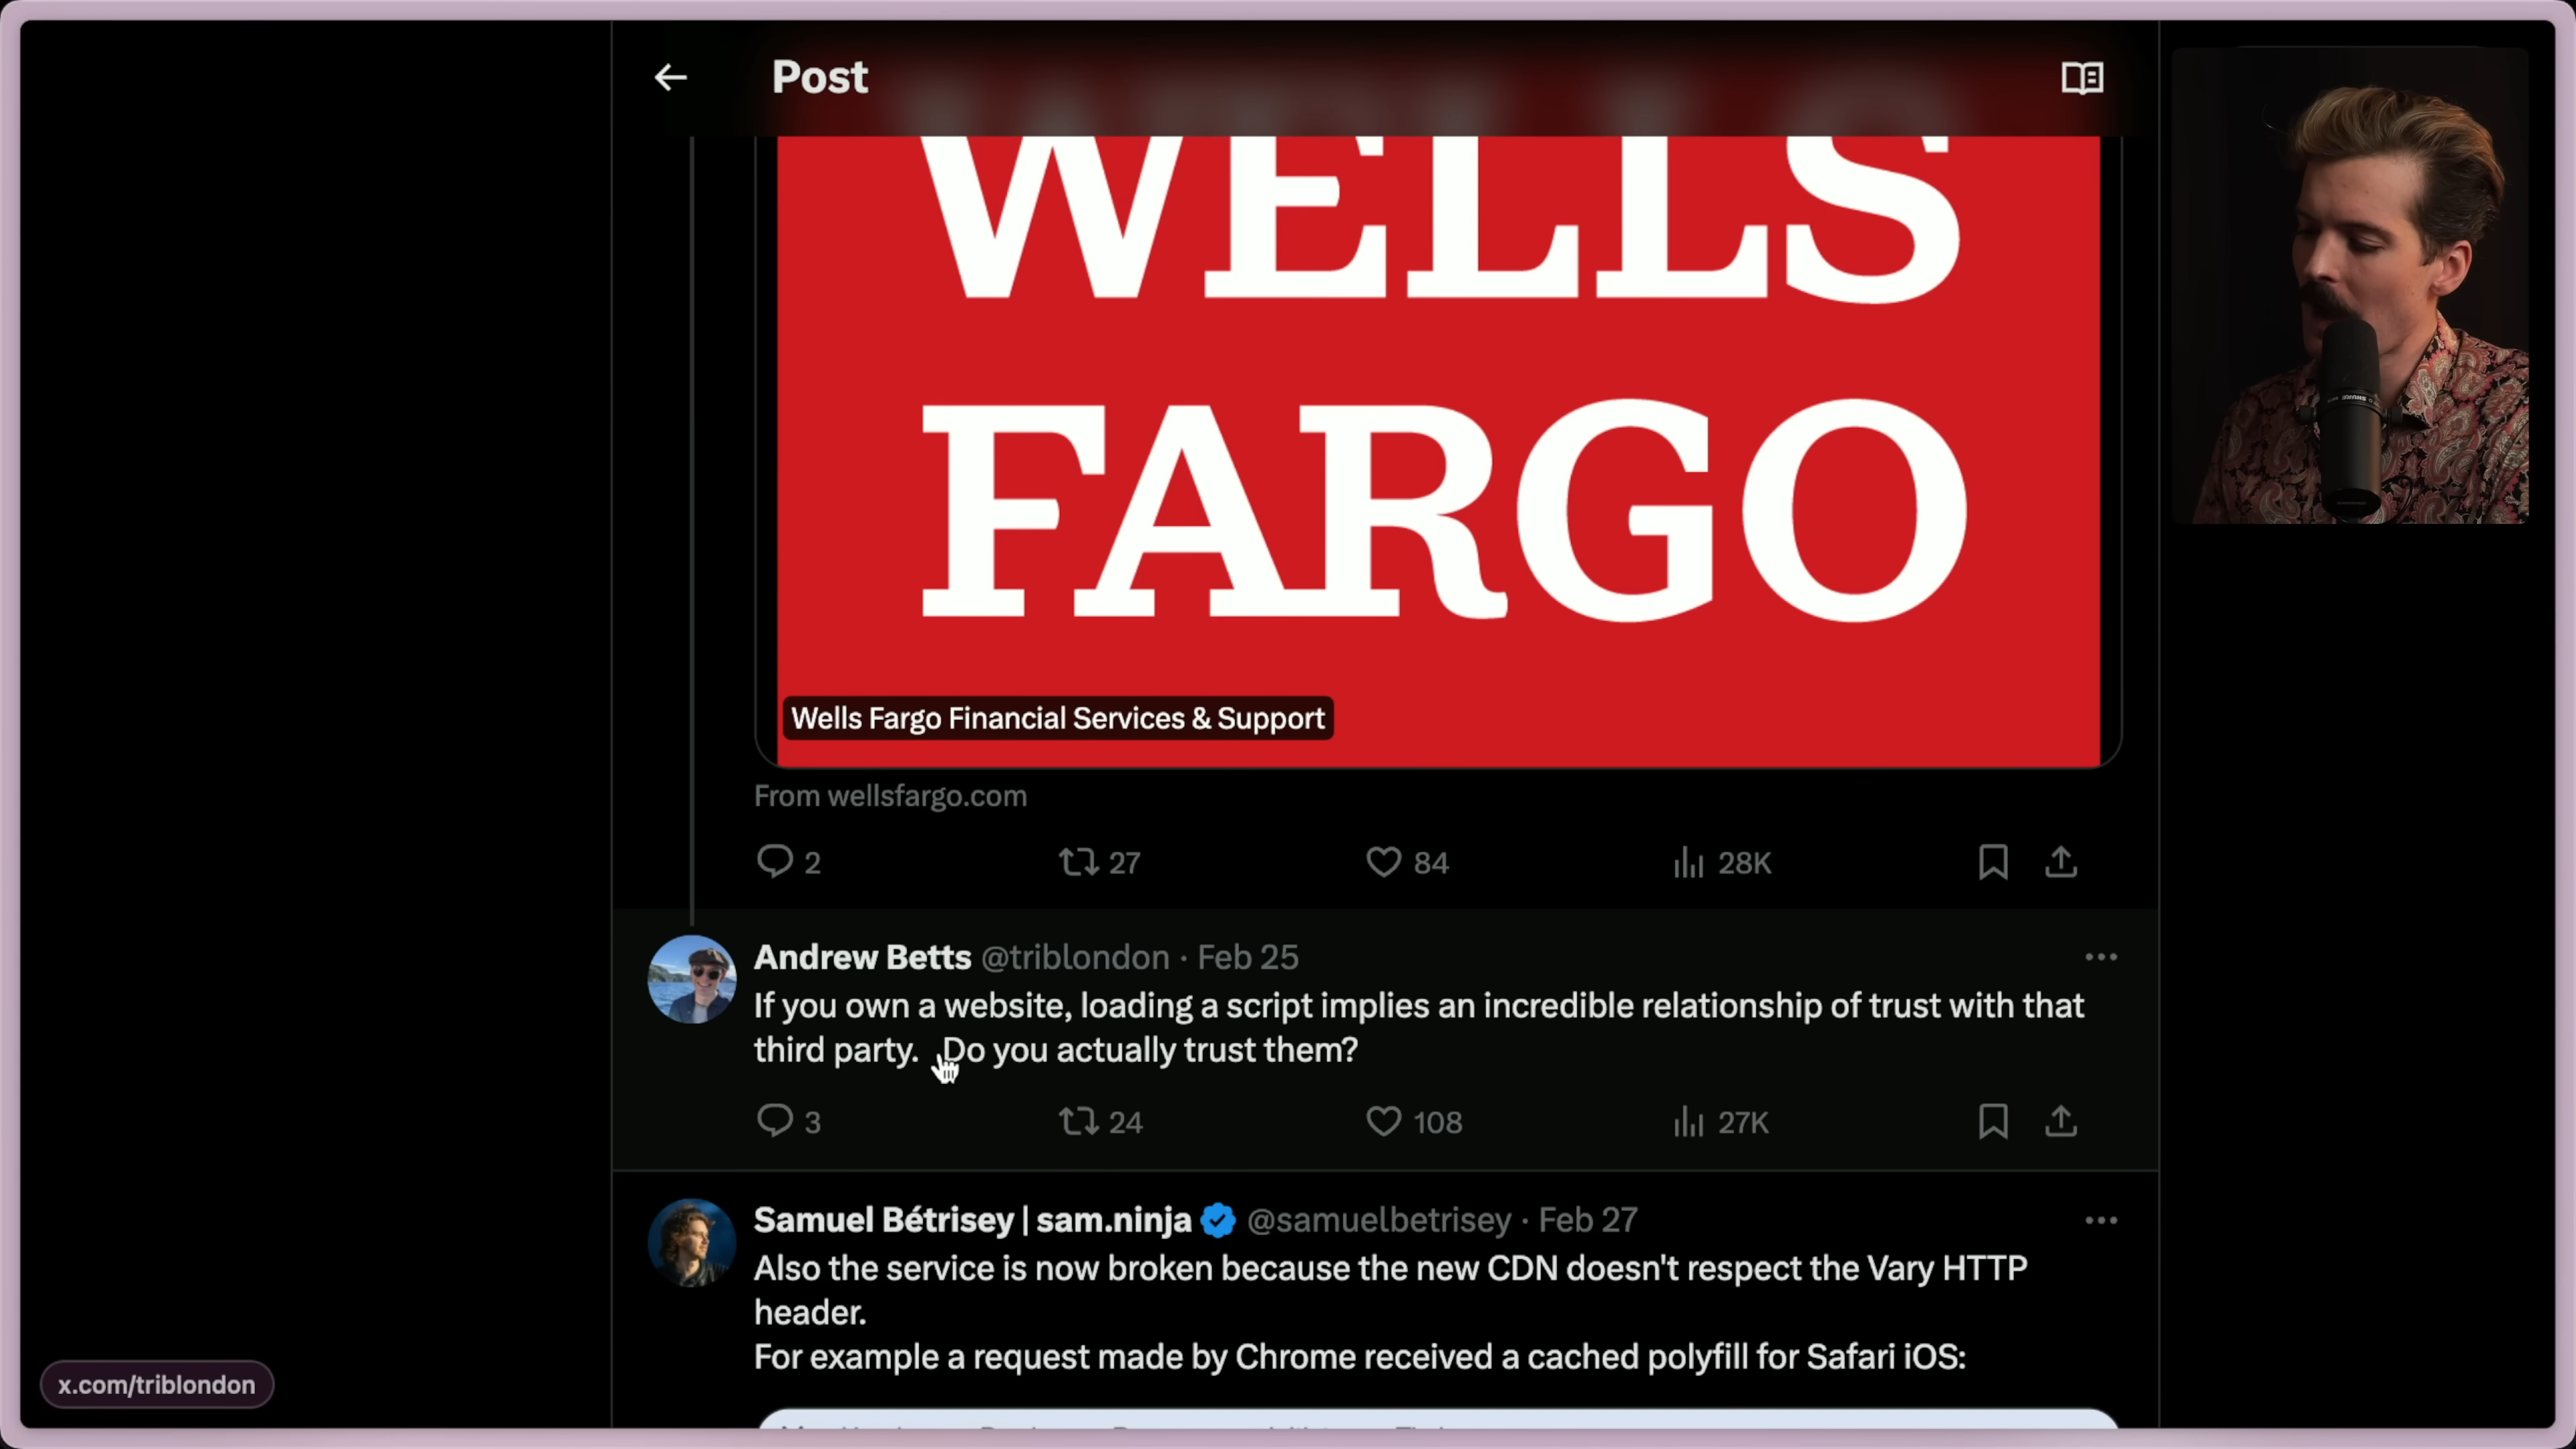 Post
WELLS
FARGO
Wells Fargo Financial Services & Support
From wellsfargo.com
2 27 84 28K
Andrew Betts @triblondon · Feb 25
If you own a website, loading a script implies an incredible relationship of trust with that
third party. Do you actually trust them?
3 24 108 27K
Samuel Bétrisey | sam.ninja @samuelbetrisey · Feb 27
Also the service is now broken because the new CDN doesn't respect the Vary HTTP
header.
For example a request made by Chrome received a cached polyfill for Safari iOS:
x.com/triblondon